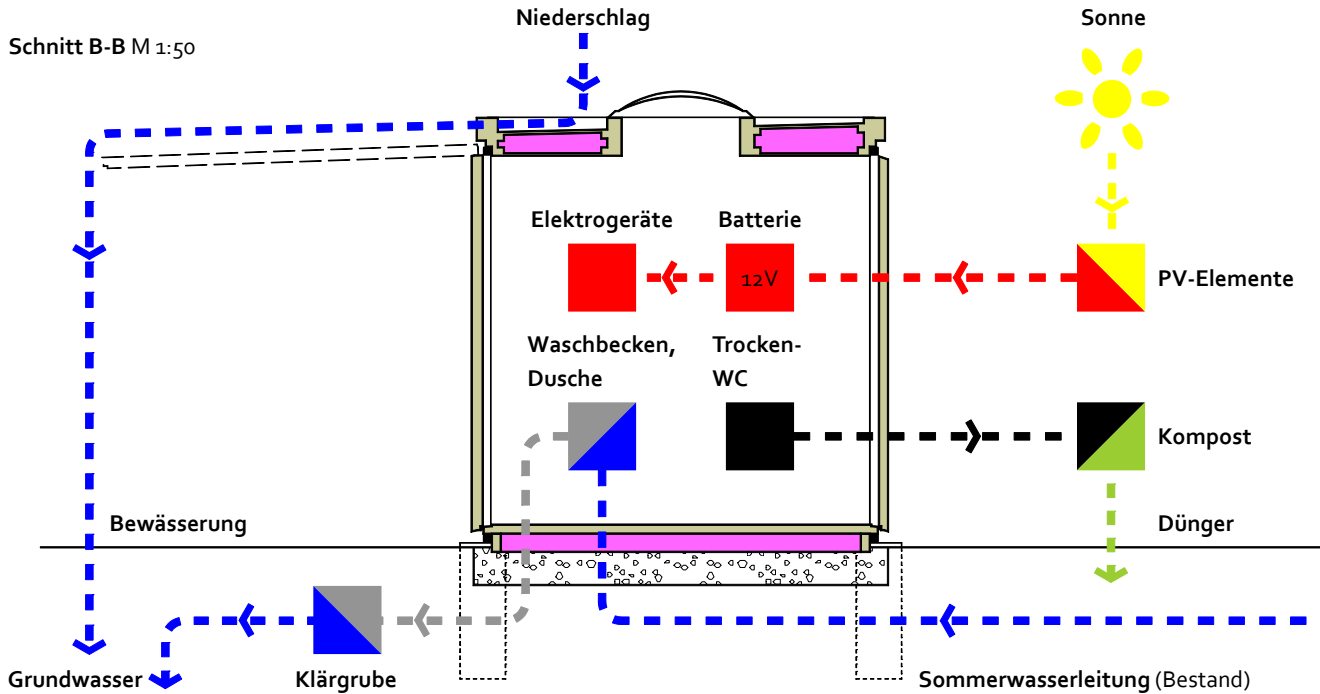 Niederschlag
Sonne
Schnitt B-B M 1:50
Elektrogeräte
Batterie
12V
PV-Elemente
Waschbecken,
Dusche
Trocken-
WC
Kompost
Bewässerung
Dünger
Grundwasser
Klärgrube
Sommerwasserleitung (Bestand)